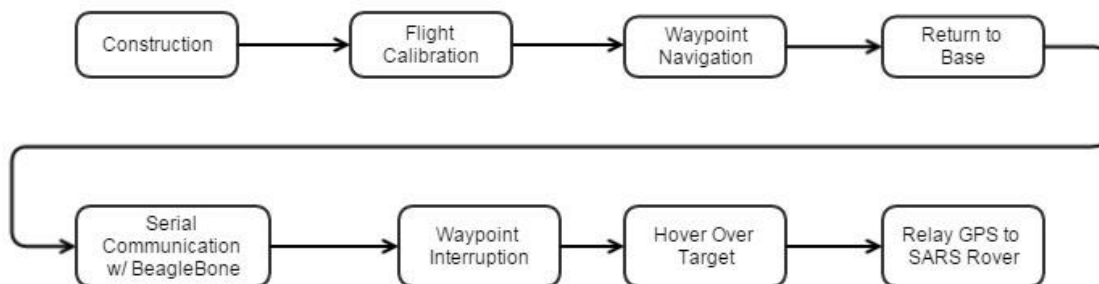 Construction
Flight
Calibration
Waypoint
Navigation
Return to
Base
Serial
Communication
w/ BeagleBone
Waypoint
Interruption
Hover Over
Target
Relay GPS to
SARS Rover